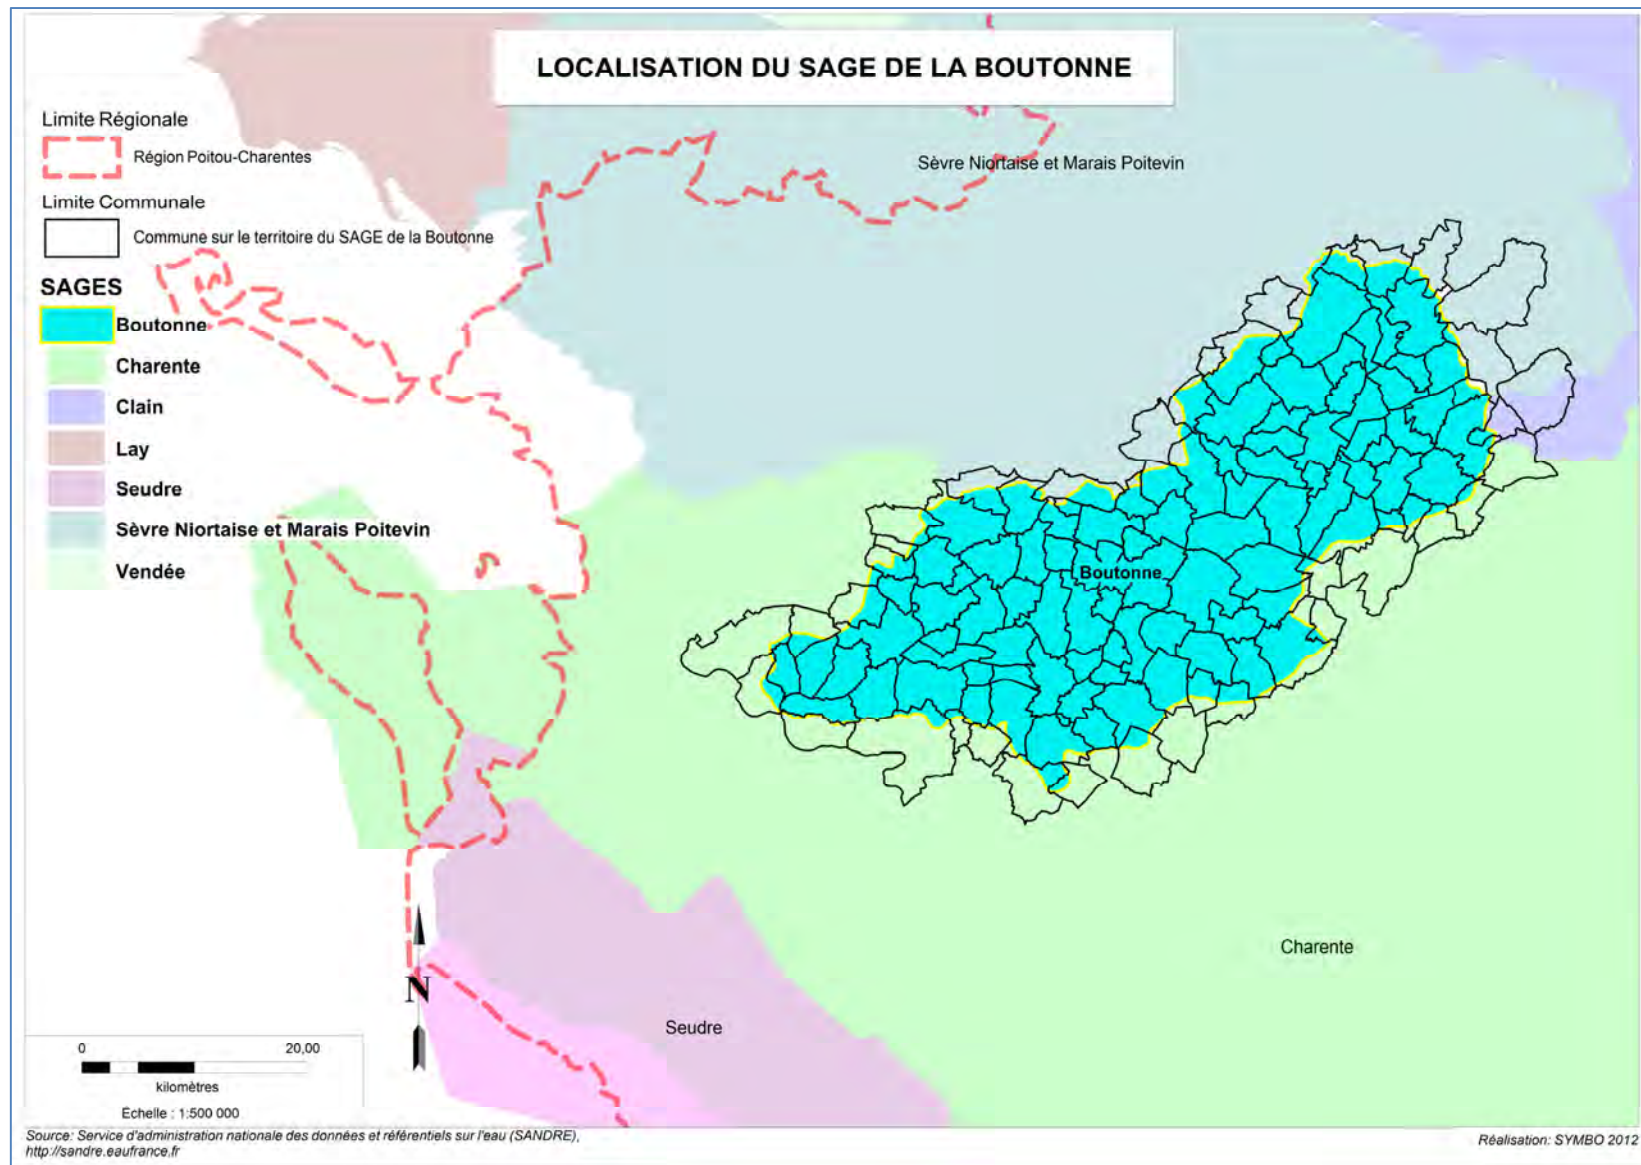 LOCALISATION DU SAGE DE LA BOUTONNE
Limite Régionale
Région Poitou-Charentes
Limite Communale
Commune sur le territoire du SAGE de la Boutonne
SAGES
Boutonne
Charente
Clain
Lay
Seudre
Sèvre Niortaise et Marais Poitevin
Vendée
Sèvre Niortaise et Marais Poitevin
Boutonne
Charente
Seudre
N
0 20,00
kilomètres
Échelle : 1:500 000
Source: Service d'administration nationale des données et référentiels sur l'eau (SANDRE),
http://sandre.eaufrance.fr
Réalisation: SYMBO 2012